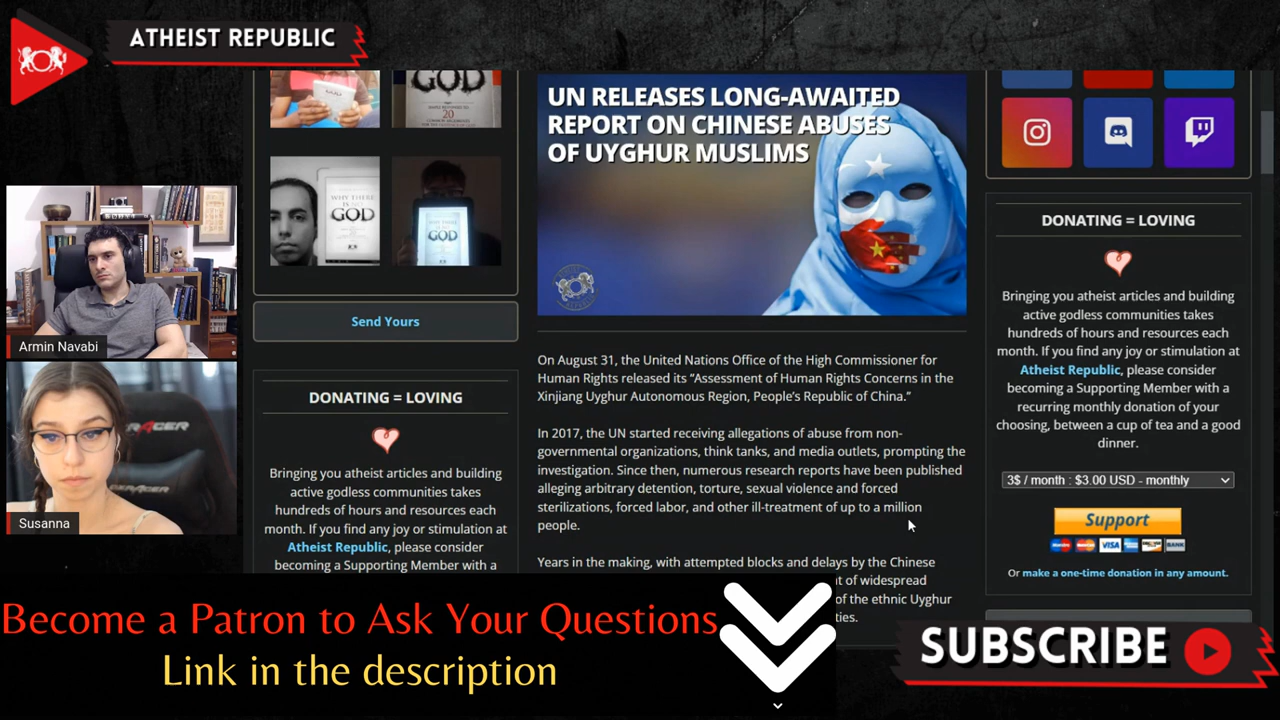 ATHEIST REPUBLIC
GOD
20
WHY THERE
GOD
GOD
Send Yours
DONATING = LOVING
Bringing you atheist articles and building
active godless communities takes
hundreds of hours and resources each
month. If you find any joy or stimulation at
Atheist Republic, please consider
becoming a Supporting Member with a
UN RELEASES LONG-AWAITED
REPORT ON CHINESE ABUSES
OF UYGHUR MUSLIMS
On August 31, the United Nations Office of the High Commissioner for
Human Rights released its “Assessment of Human Rights Concerns in the
Xinjiang Uyghur Autonomous Region, People’s Republic of China.”
In 2017, the UN started receiving allegations of abuse from non-
governmental organizations, think tanks, and media outlets, prompting the
investigation. Since then, numerous research reports have been published
alleging arbitrary detention, torture, sexual violence and forced
sterilizations, forced labor, and other ill-treatment of up to a million
people.
Years in the making, with attempted blocks and delays by the Chinese
t of widespread
of the ethnic Uyghur
ties.
DONATING = LOVING
Bringing you atheist articles and building
active godless communities takes
hundreds of hours and resources each
month. If you find any joy or stimulation at
Atheist Republic, please consider
becoming a Supporting Member with a
recurring monthly donation of your
choosing, between a cup of tea and a good
dinner.
3$ / month : $3.00 USD - monthly
Support
VISA
BANK
Or make a one-time donation in any amount.
Armin Navabi
Susanna
Become a Patron to Ask Your Questions
Link in the description
SUBSCRIBE